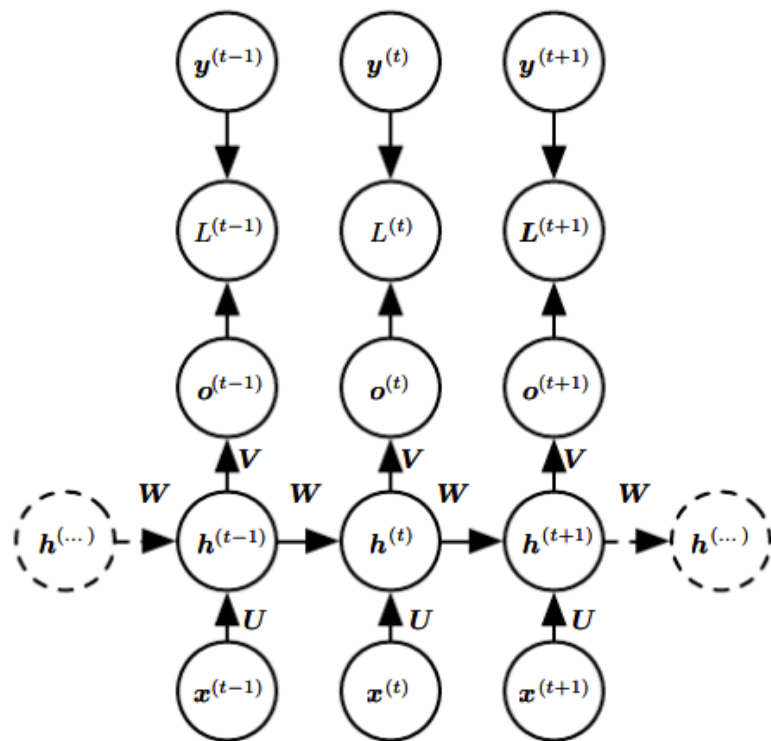 y^(t−1) y^(t) y^(t+1)
L^(t−1) L^(t) L^(t+1)
o^(t−1) o^(t) o^(t+1)
V V V
W W W W
h^(...) h^(t−1) h^(t) h^(t+1) h^(...)
U U U
x^(t−1) x^(t) x^(t+1)